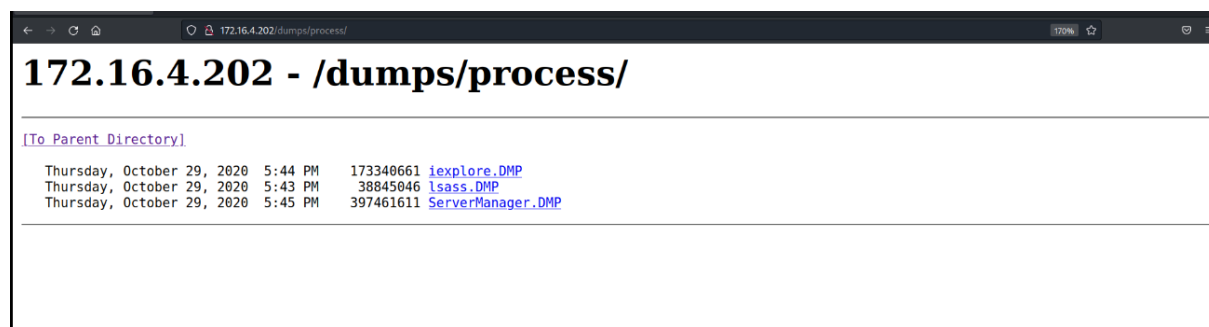 172.16.4.202/dumps/process/
170%
172.16.4.202 - /dumps/process/
[To Parent Directory]
Thursday, October 29, 2020 5:44 PM 173340661 iexplore.DMP
Thursday, October 29, 2020 5:43 PM 38845046 lsass.DMP
Thursday, October 29, 2020 5:45 PM 397461611 ServerManager.DMP